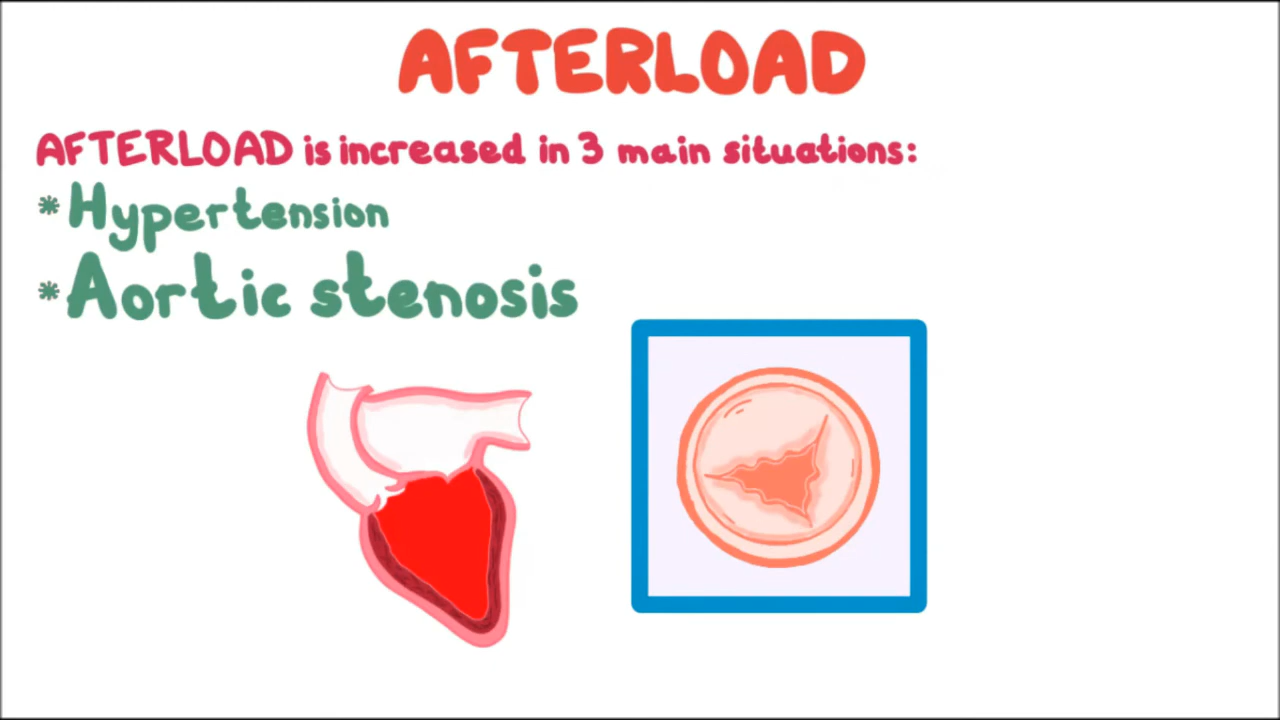 AFTERLOAD
AFTERLOAD is increased in 3 main situations:
*Hypertension
*Aortic stenosis